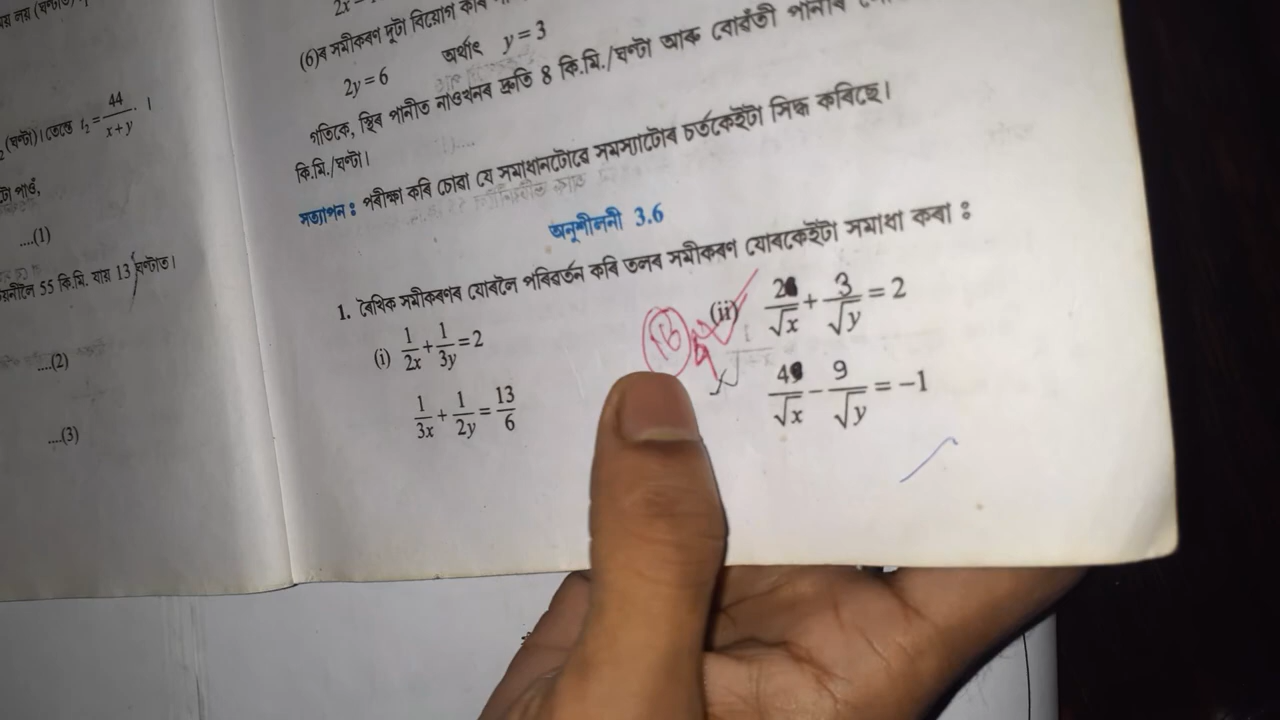 (ঘণ্টা)। তেন্তে t₂ = 44/(x+y) ।
টো পাওঁ,
....(1)
55 কি.মি. যায় 13 ঘণ্টাত।
....(2)
....(3)
2x
(6)ৰ সমীকৰণ দুটা বিয়োগ কৰি
2y = 6 অৰ্থাৎ y = 3
গতিকে, স্থিৰ পানীত নাওখনৰ দ্ৰুতি 8 কি.মি./ঘণ্টা আৰু বোৱঁতী পানীৰ
কি.মি./ঘণ্টা।
সত্যাপন : পৰীক্ষা কৰি চোৱা যে সমাধানটোৱে সমস্যাটোৰ চৰ্তকেইটা সিদ্ধ কৰিছে।
অনুশীলনী 3.6
1. ৰৈখিক সমীকৰণৰ যোৰলৈ পৰিৱৰ্তন কৰি তলৰ সমীকৰণ যোৰকেইটা সমাধা কৰা :
(i) 1/2x + 1/3y = 2
1/3x + 1/2y = 13/6
(ii) 2/√x + 3/√y = 2
4/√x − 9/√y = −1